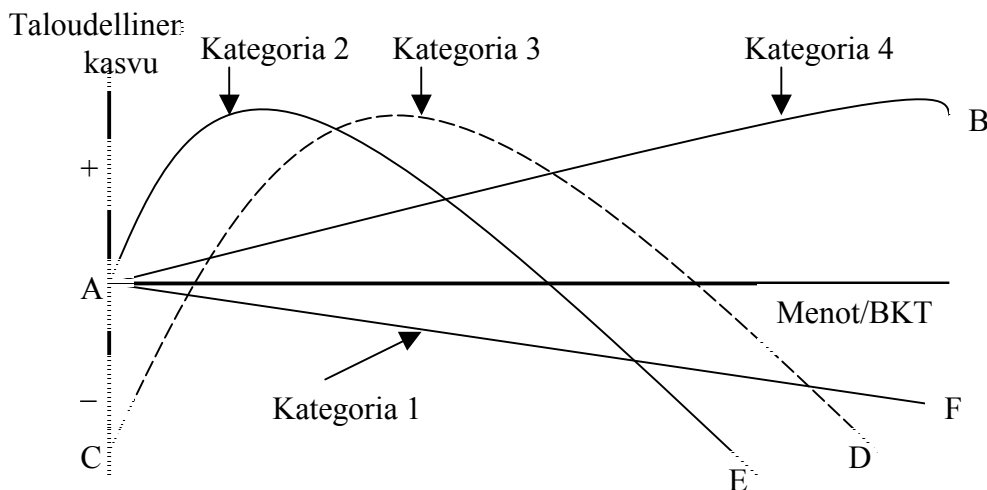 Taloudellinen
kasvu
Kategoria 2
Kategoria 3
Kategoria 4
B
+
A
Menot/BKT
–
Kategoria 1
F
C
E
D